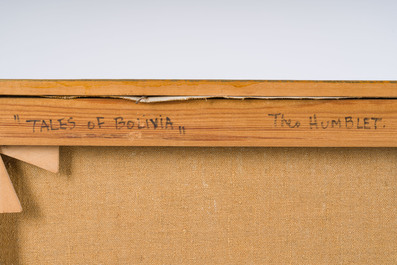 "TALES OF BOLIVIA„ Theo HUMBLET.